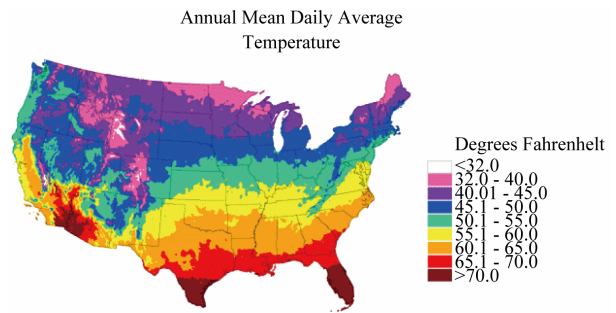 Annual Mean Daily Average
Temperature
Degrees Fahrenhelt
<32.0
32.0 - 40.0
40.01 - 45.0
45.1 - 50.0
50.1 - 55.0
55.1 - 60.0
60.1 - 65.0
65.1 - 70.0
>70.0